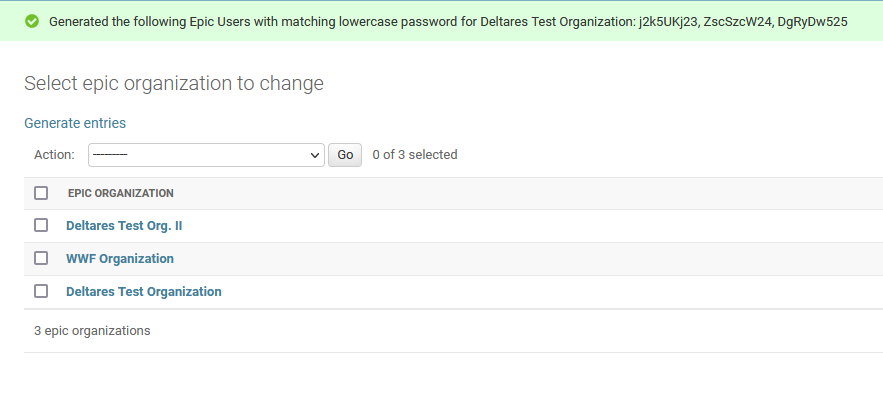 Generated the following Epic Users with matching lowercase password for Deltares Test Organization: j2k5UKj23, ZscSzcW24, DgRyDw525
Select epic organization to change
Generate entries
Action: --------- Go 0 of 3 selected
EPIC ORGANIZATION
Deltares Test Org. II
WWF Organization
Deltares Test Organization
3 epic organizations